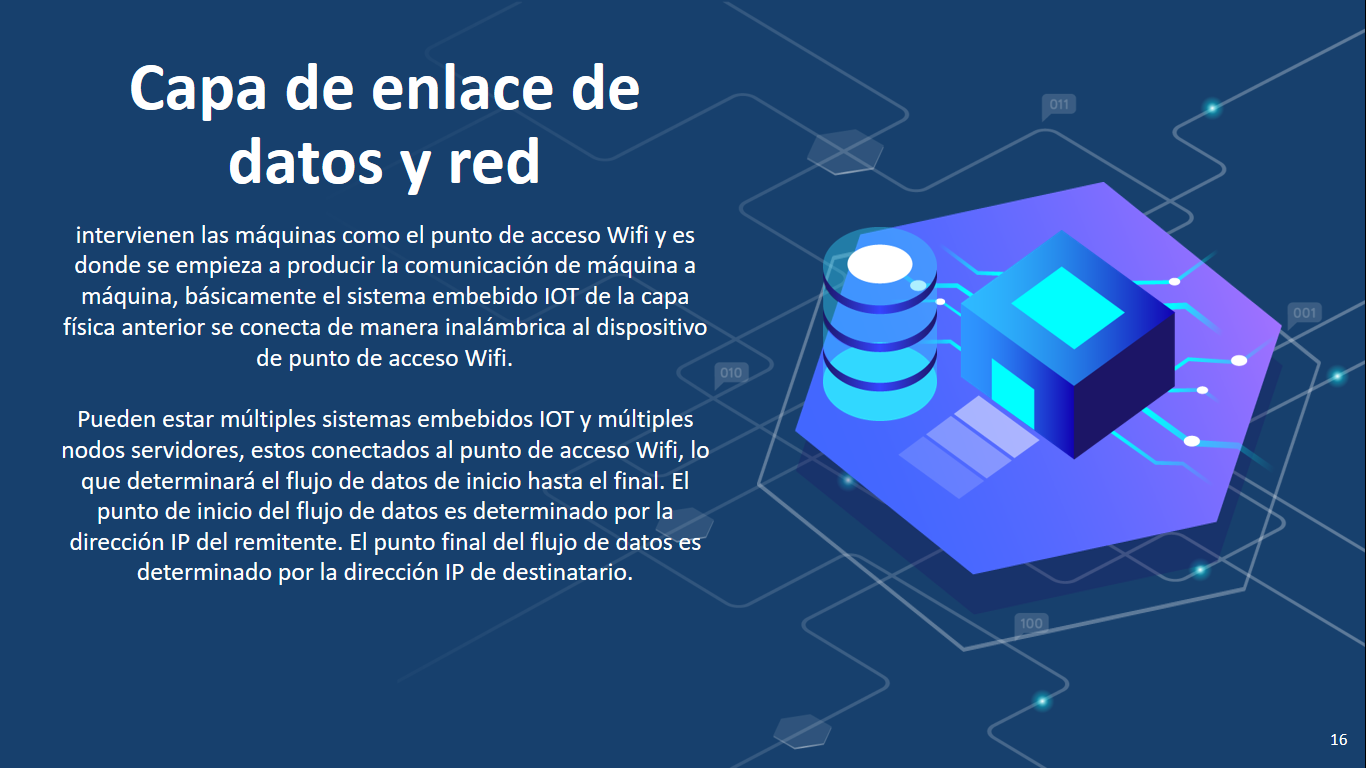 Capa de enlace de
datos y red
intervienen las máquinas como el punto de acceso Wifi y es
donde se empieza a producir la comunicación de máquina a
máquina, básicamente el sistema embebido IOT de la capa
física anterior se conecta de manera inalámbrica al dispositivo
de punto de acceso Wifi.
Pueden estar múltiples sistemas embebidos IOT y múltiples
nodos servidores, estos conectados al punto de acceso Wifi, lo
que determinará el flujo de datos de inicio hasta el final. El
punto de inicio del flujo de datos es determinado por la
dirección IP del remitente. El punto final del flujo de datos es
determinado por la dirección IP de destinatario.
011
001
010
100
16